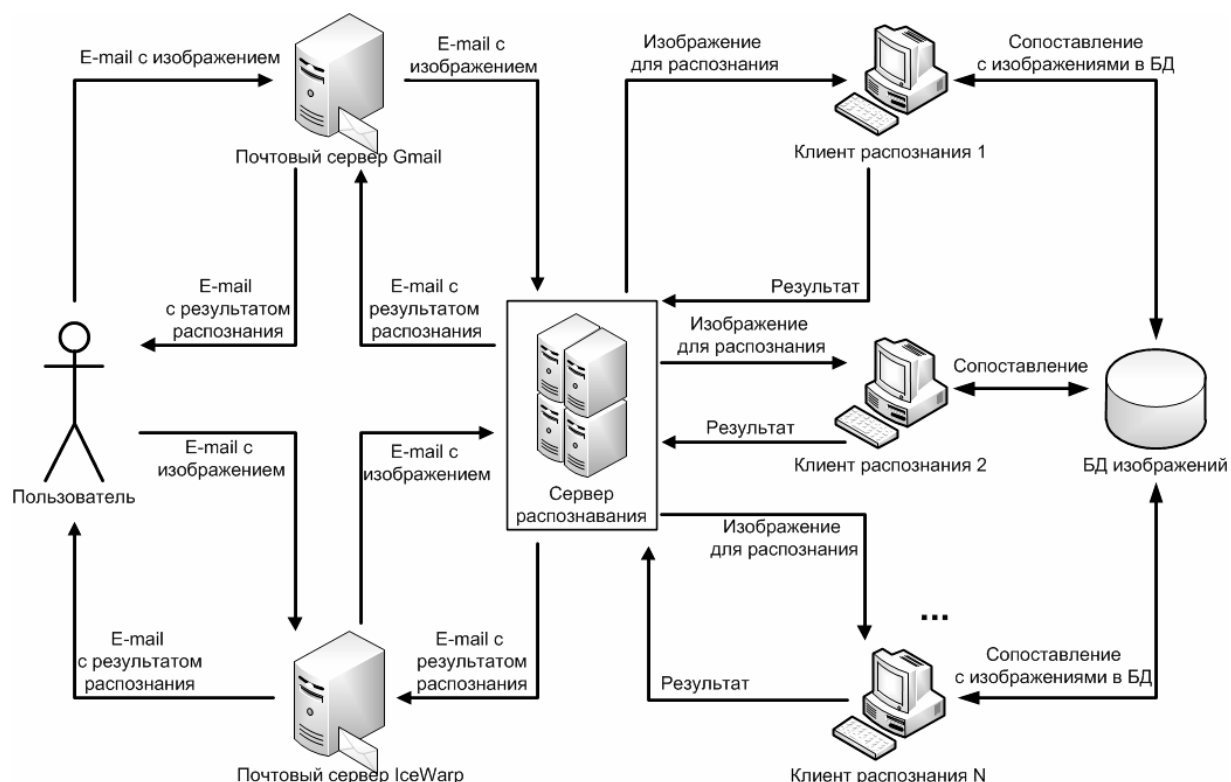 E-mail с изображением
E-mail с
изображением
Почтовый сервер Gmail
Изображение
для распознания
Сопоставление
с изображениями в БД
Клиент распознания 1
E-mail
с результатом
распознания
E-mail с
результатом
распознания
Результат
Изображение
для распознания
Сопоставление
Результат
Клиент распознания 2
БД изображений
Пользователь
E-mail с
изображением
E-mail с
изображением
Сервер
распознавания
Изображение
для распознания
...
E-mail
с результатом
распознания
E-mail с
результатом
распознания
Результат
Сопоставление
с изображениями в БД
Почтовый сервер IceWarp
Клиент распознания N